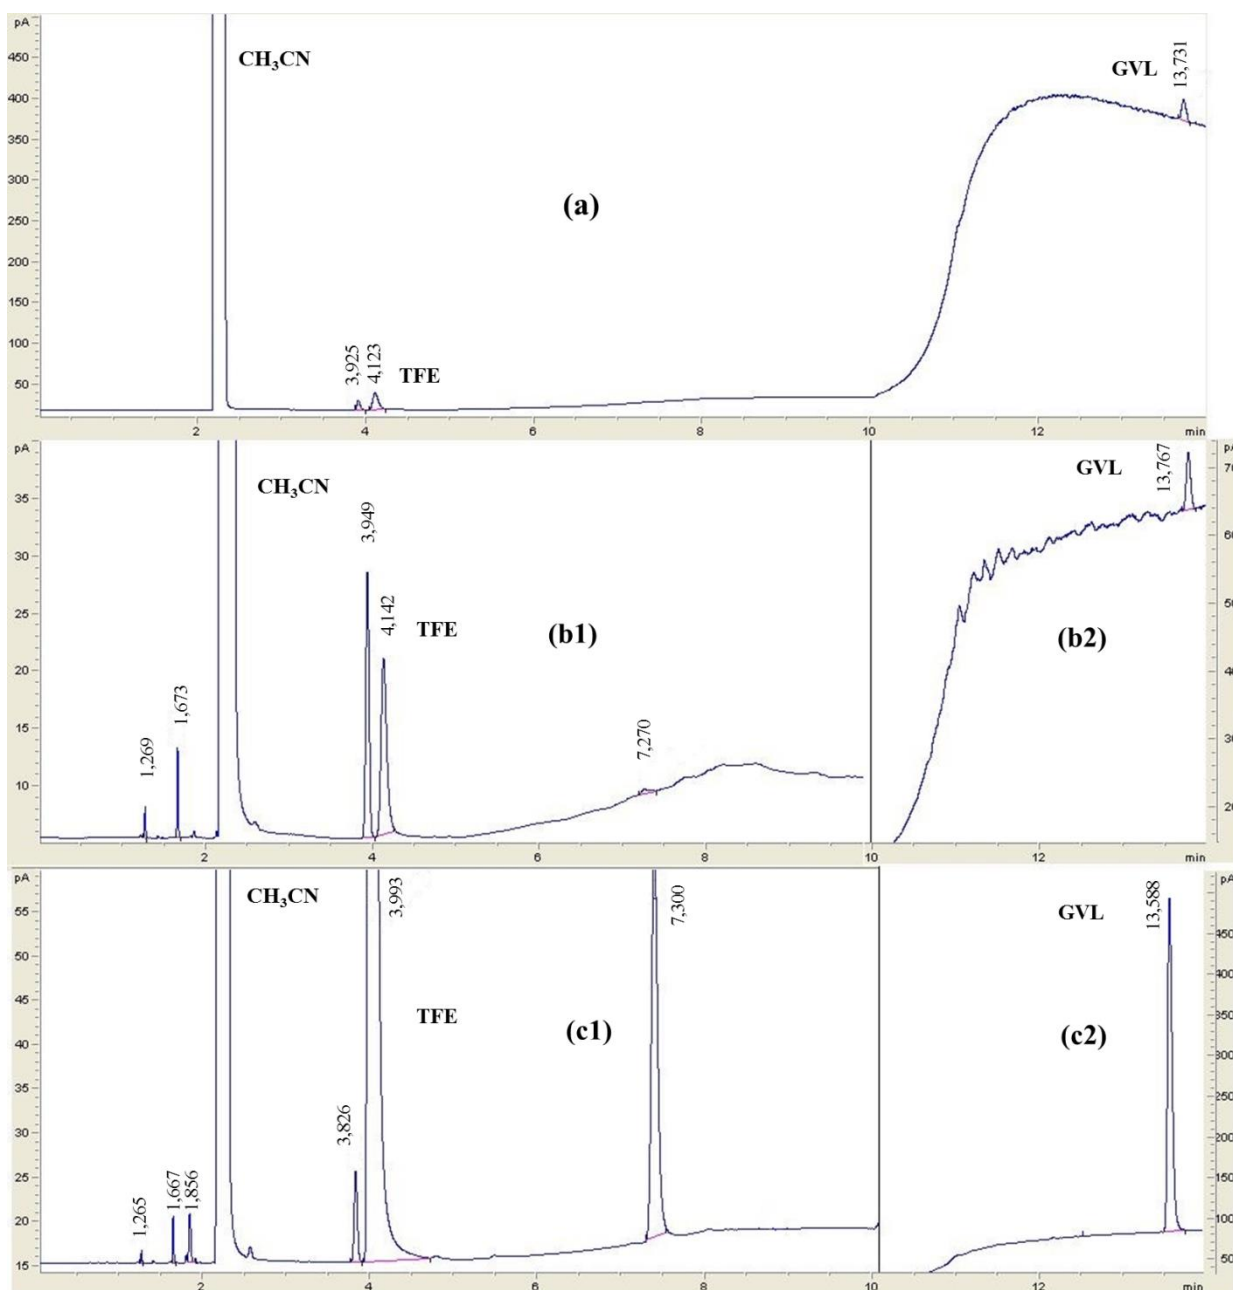 pA
450
400
350
300
250
200
150
100
50
CH₃CN
(a)
3,925
4,123
TFE
GVL
13,731
2
4
6
8
10
12
min
pA
35
30
25
20
15
10
1,269
1,673
CH₃CN
3,949
4,142
TFE
(b1)
7,270
GVL
13,767
(b2)
2
4
6
8
10
12
min
pA
55
50
45
40
35
30
25
20
15
1,265
1,667
1,856
CH₃CN
3,826
3,993
TFE
(c1)
7,300
GVL
13,588
(c2)
2
4
6
8
10
12
min